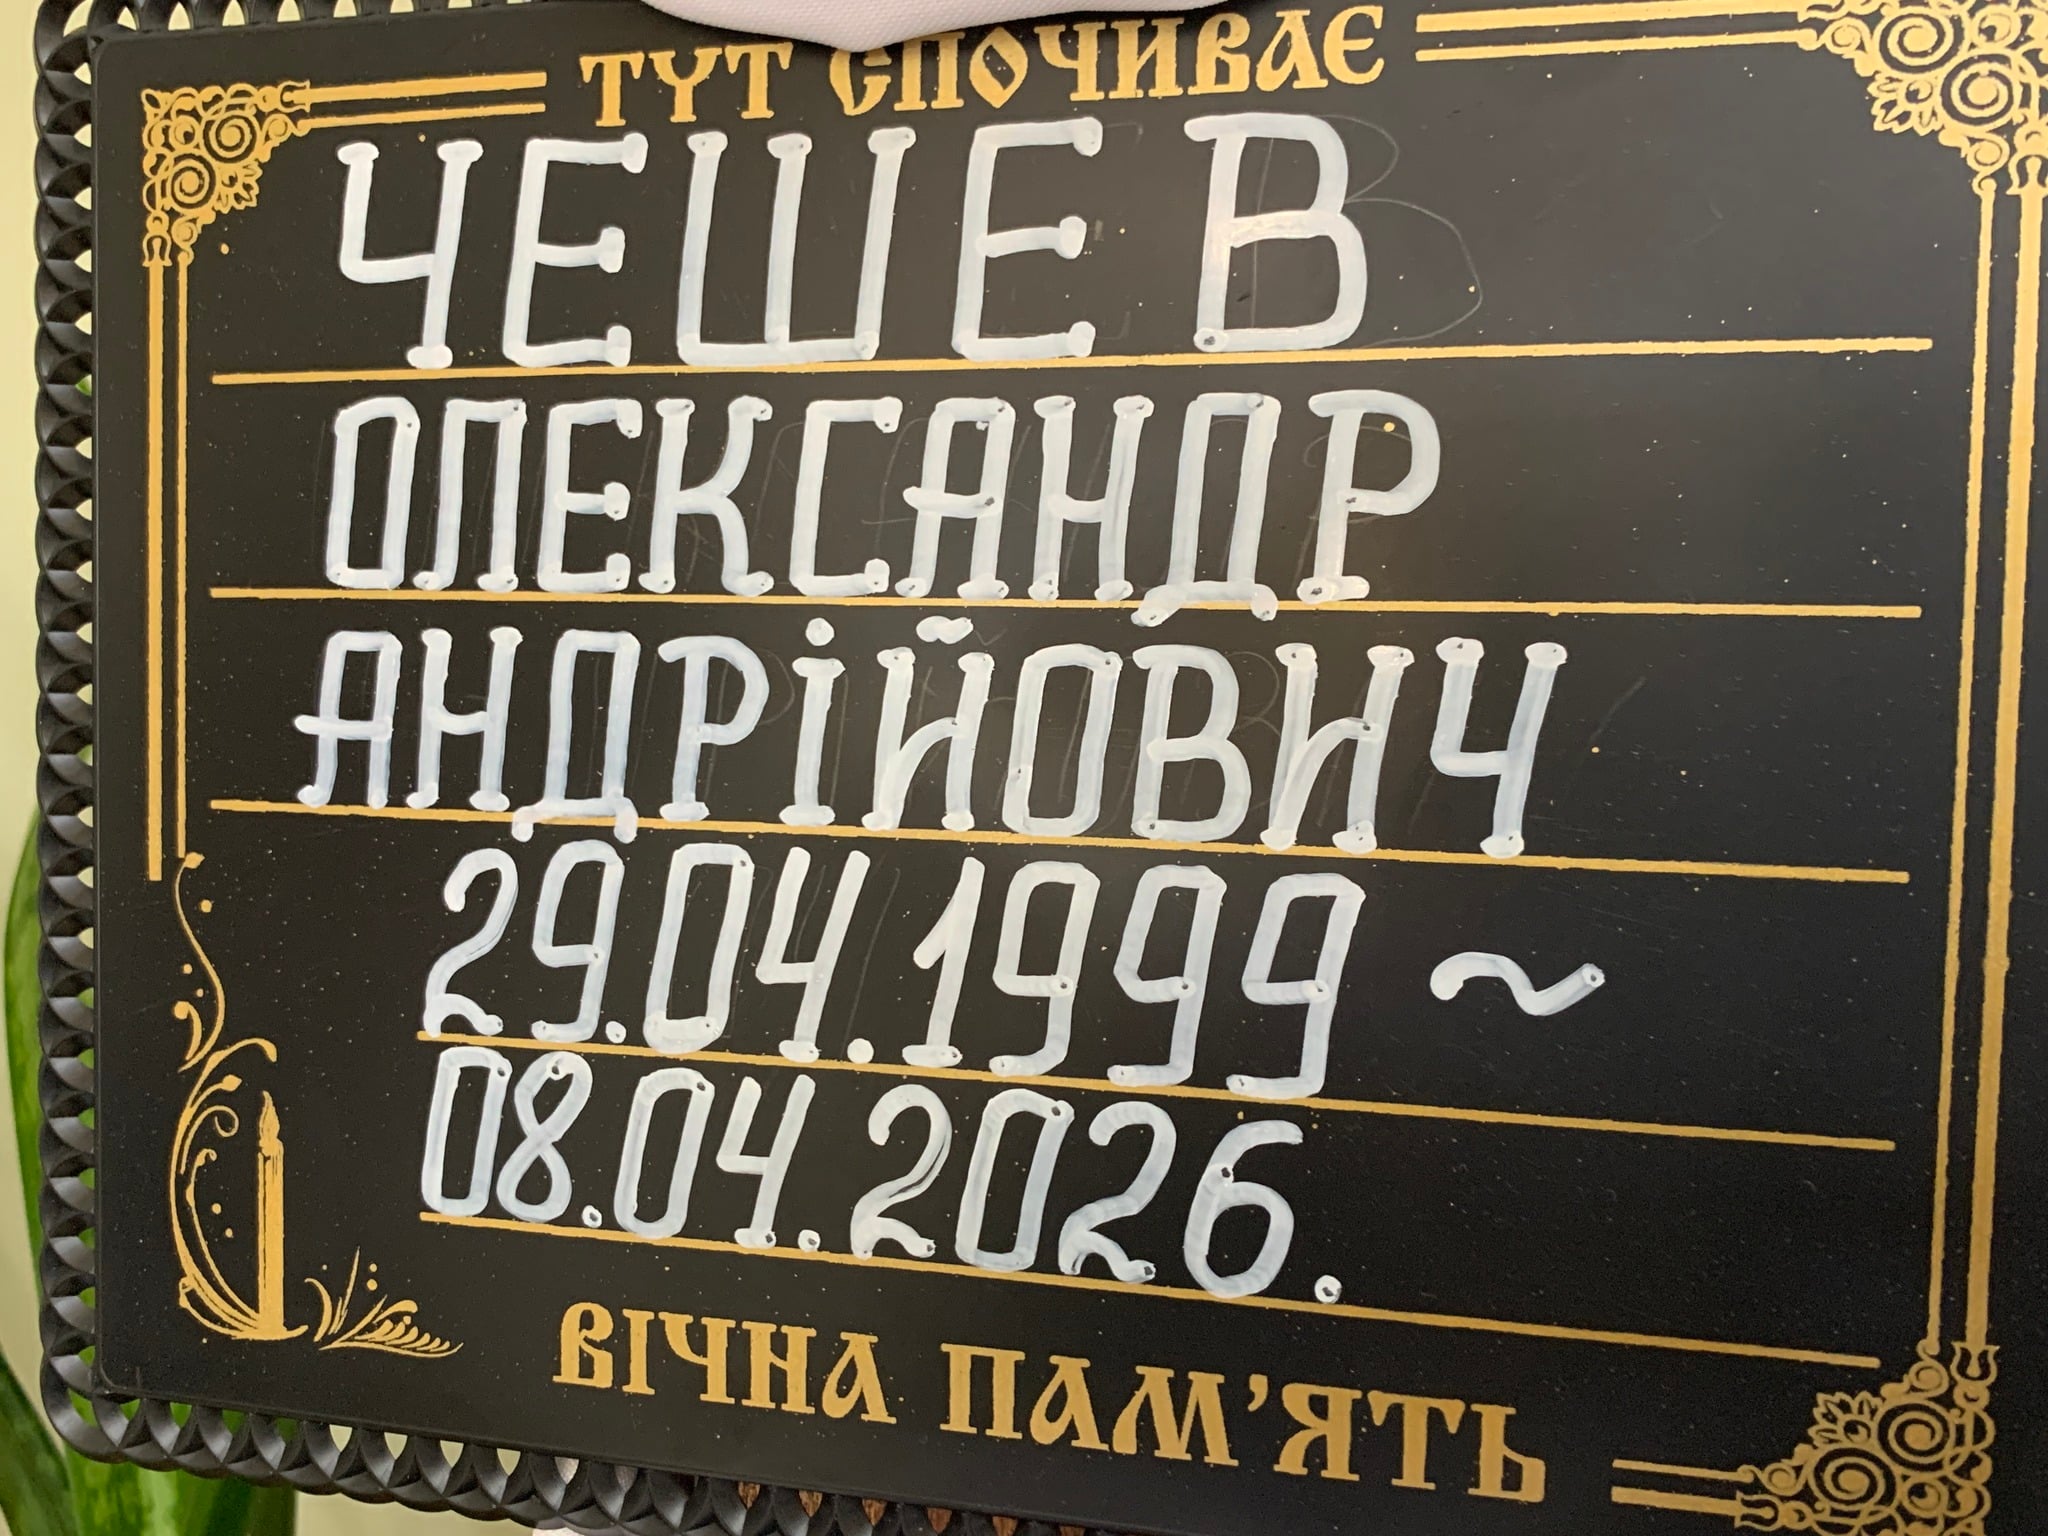 ТУТ СПОЧИВАЄ
ЧЕШЕВ
ОЛЕКСАНДР
АНДРІЙОВИЧ
29.04.1999 ~
08.04.2026.
ВІЧНА ПАМ’ЯТЬ